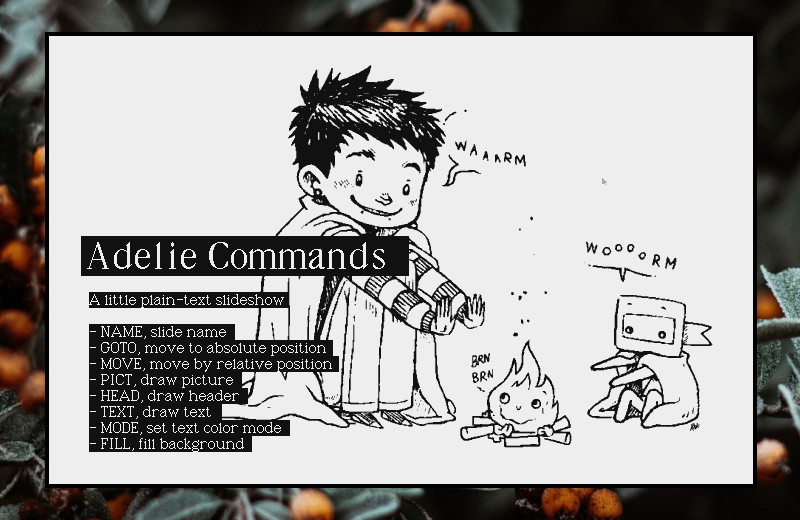 WAAARM
WOOOORM
Adelie Commands
A little plain-text slideshow
BRN
BRN
- NAME, slide name
- GOTO, move to absolute position
- MOVE, move by relative position
- PICT, draw picture
- HEAD, draw header
- TEXT, draw text
- MODE, set text color mode
- FILL, fill background